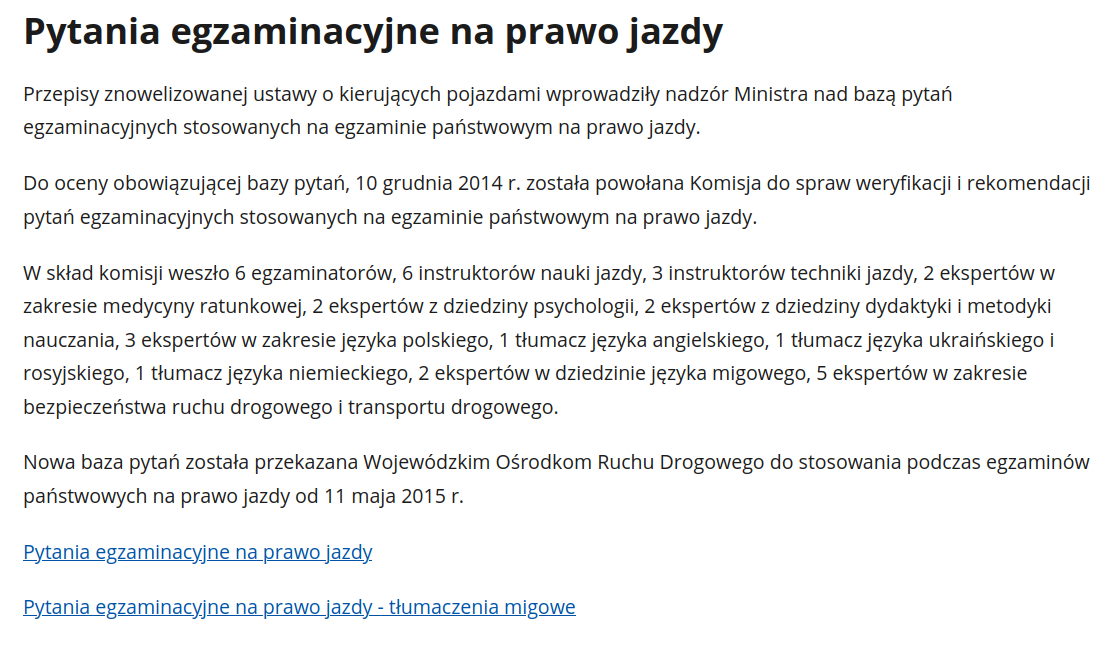 Pytania egzaminacyjne na prawo jazdy
Przepisy znowelizowanej ustawy o kierujących pojazdami wprowadziły nadzór Ministra nad bazą pytań
egzaminacyjnych stosowanych na egzaminie państwowym na prawo jazdy.
Do oceny obowiązującej bazy pytań, 10 grudnia 2014 r. została powołana Komisja do spraw weryfikacji i rekomendacji
pytań egzaminacyjnych stosowanych na egzaminie państwowym na prawo jazdy.
W skład komisji weszło 6 egzaminatorów, 6 instruktorów nauki jazdy, 3 instruktorów techniki jazdy, 2 ekspertów w
zakresie medycyny ratunkowej, 2 ekspertów z dziedziny psychologii, 2 ekspertów z dziedziny dydaktyki i metodyki
nauczania, 3 ekspertów w zakresie języka polskiego, 1 tłumacz języka angielskiego, 1 tłumacz języka ukraińskiego i
rosyjskiego, 1 tłumacz języka niemieckiego, 2 ekspertów w dziedzinie języka migowego, 5 ekspertów w zakresie
bezpieczeństwa ruchu drogowego i transportu drogowego.
Nowa baza pytań została przekazana Wojewódzkim Ośrodkom Ruchu Drogowego do stosowania podczas egzaminów
państwowych na prawo jazdy od 11 maja 2015 r.
Pytania egzaminacyjne na prawo jazdy
Pytania egzaminacyjne na prawo jazdy - tłumaczenia migowe